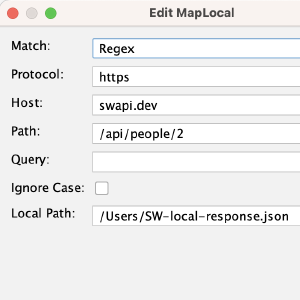 Edit MapLocal
Match: Regex
Protocol: https
Host: swapi.dev
Path: /api/people/2
Query:
Ignore Case:
Local Path: /Users/SW-local-response.json